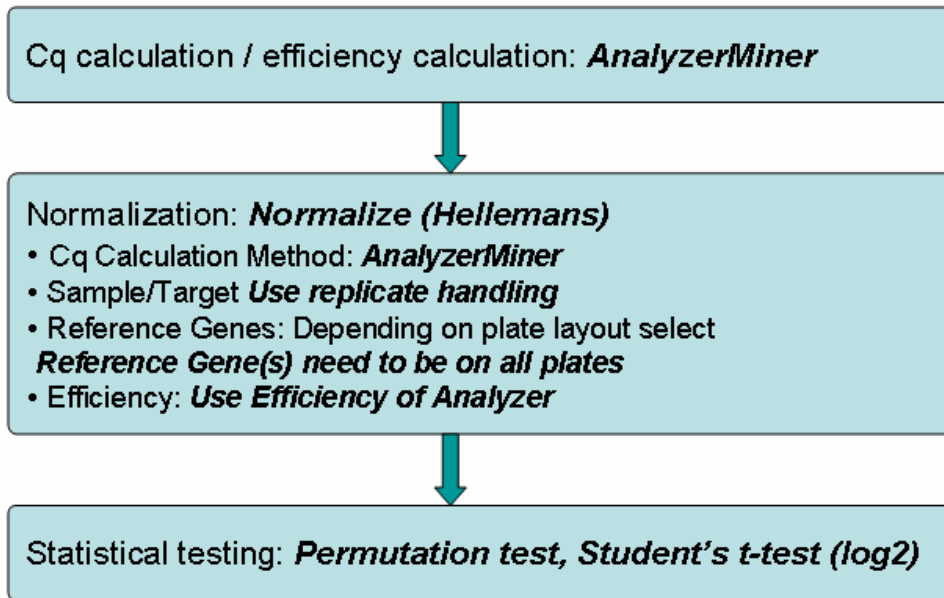 Cq calculation / efficiency calculation: AnalyzerMiner
Normalization: Normalize (Hellemans)
• Cq Calculation Method: AnalyzerMiner
• Sample/Target Use replicate handling
• Reference Genes: Depending on plate layout select
Reference Gene(s) need to be on all plates
• Efficiency: Use Efficiency of Analyzer
Statistical testing: Permutation test, Student's t-test (log2)